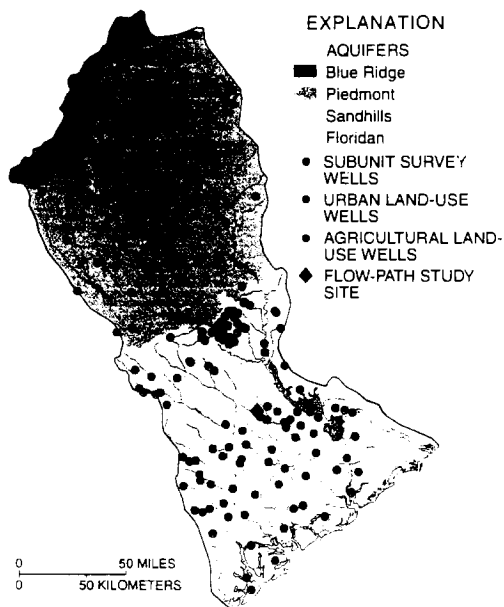 EXPLANATION
AQUIFERS
Blue Ridge
Piedmont
Sandhills
Floridan
SUBUNIT SURVEY
WELLS
URBAN LAND-USE
WELLS
AGRICULTURAL LAND-
USE WELLS
FLOW-PATH STUDY
SITE
0 50 MILES
0 50 KILOMETERS